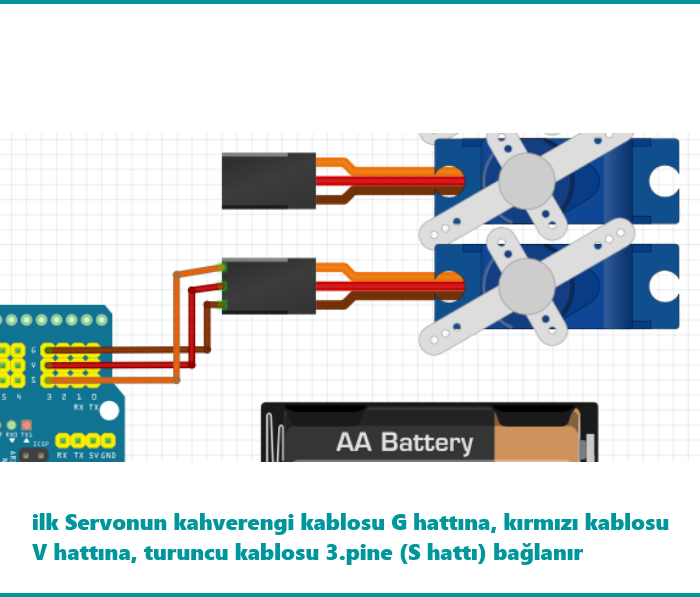 G
V
S
5 4 3 2 1 0
RX TX
AA Battery
ICSP
RX TX 5V GND
ilk Servonun kahverengi kablosu G hattına, kırmızı kablosu
V hattına, turuncu kablosu 3.pine (S hattı) bağlanır